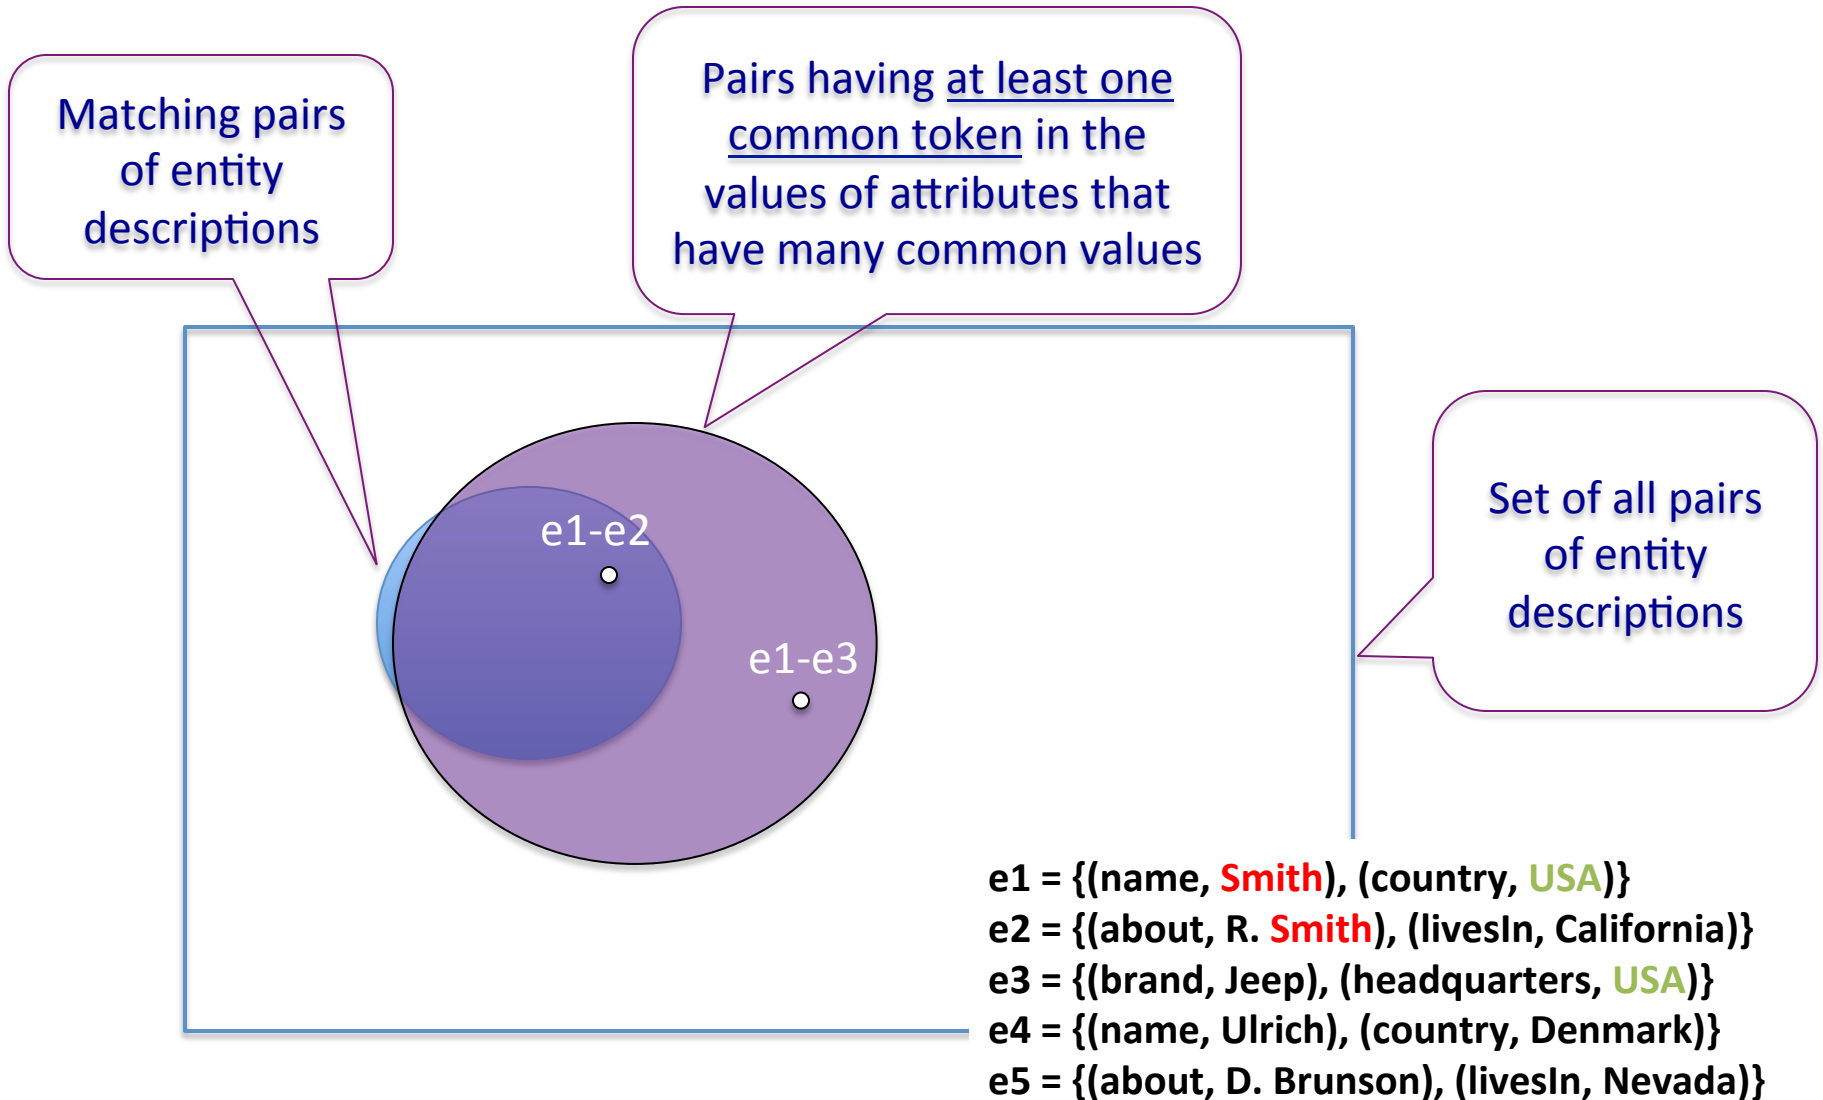 Matching pairs
of entity
descriptions
Pairs having at least one
common token in the
values of attributes that
have many common values
Set of all pairs
of entity
descriptions
e1-e2
e1-e3
e1 = {(name, Smith), (country, USA)}
e2 = {(about, R. Smith), (livesIn, California)}
e3 = {(brand, Jeep), (headquarters, USA)}
e4 = {(name, Ulrich), (country, Denmark)}
e5 = {(about, D. Brunson), (livesIn, Nevada)}